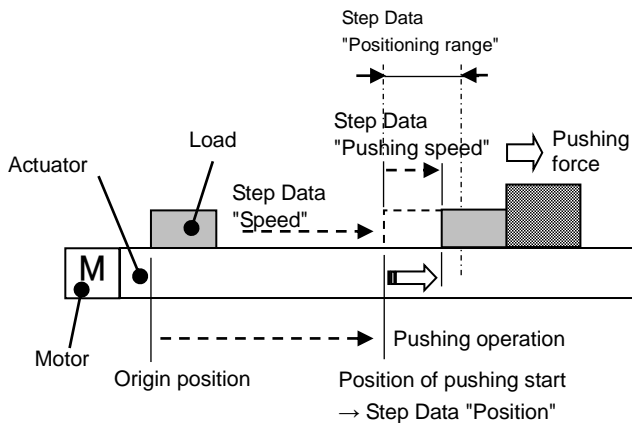 Step Data
"Positioning range"
Step Data
"Pushing speed"
Pushing
force
Load
Actuator
Step Data
"Speed"
M
Motor
Origin position
Pushing operation
Position of pushing start
→ Step Data "Position"